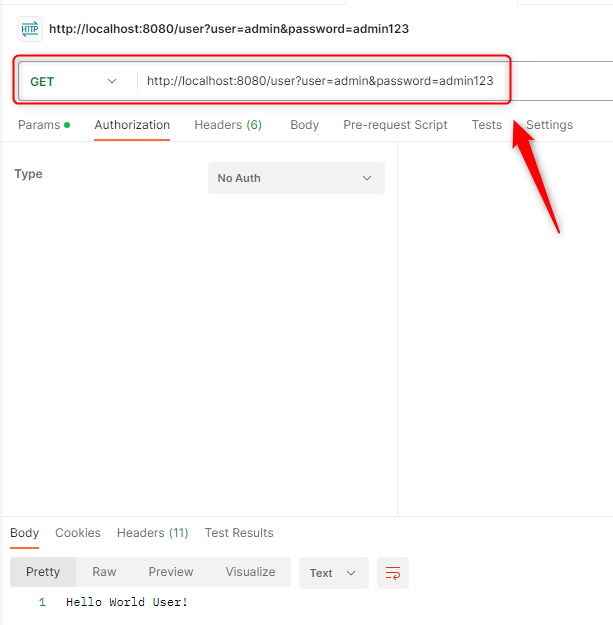 HTTP http://localhost:8080/user?user=admin&password=admin123
GET http://localhost:8080/user?user=admin&password=admin123
Params Authorization Headers (6) Body Pre-request Script Tests Settings
Type No Auth
Body Cookies Headers (11) Test Results
Pretty Raw Preview Visualize Text
1 Hello World User!